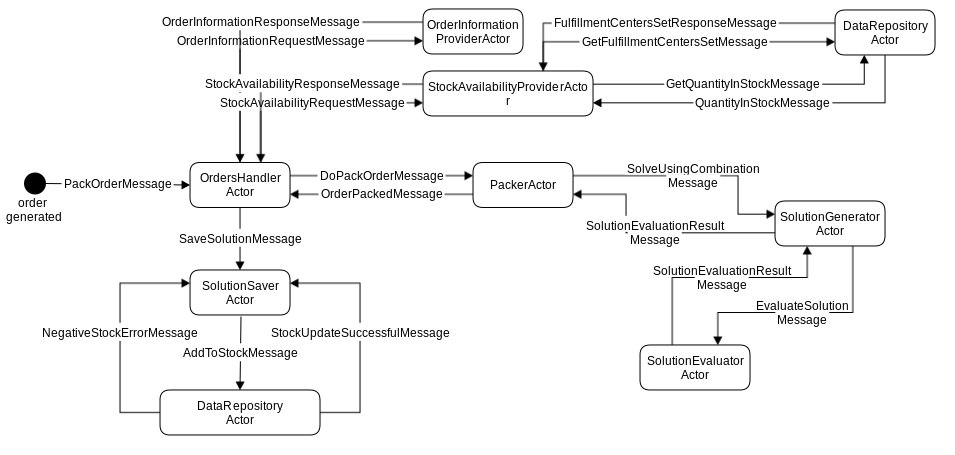 OrderInformationResponseMessage
OrderInformation
ProviderActor
OrderInformationRequestMessage
FulfillmentCentersSetResponseMessage
GetFulfillmentCentersSetMessage
DataRepository
Actor
StockAvailabilityResponseMessage
StockAvailabilityRequestMessage
StockAvailabilityProviderActo
r
GetQuantityInStockMessage
QuantityInStockMessage
order
generated
PackOrderMessage
OrdersHandler
Actor
DoPackOrderMessage
OrderPackedMessage
PackerActor
SolveUsingCombination
Message
SolutionEvaluationResult
Message
SolutionGenerator
Actor
SaveSolutionMessage
SolutionSaver
Actor
SolutionEvaluationResult
Message
EvaluateSolution
Message
NegativeStockErrorMessage
StockUpdateSuccessfulMessage
AddToStockMessage
SolutionEvaluator
Actor
DataRepository
Actor